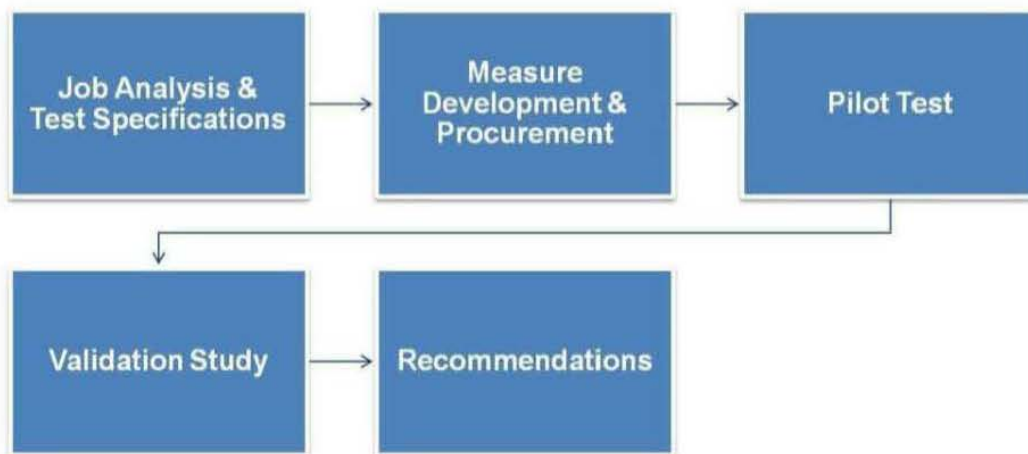 Job Analysis &
Test Specifications
Measure
Development &
Procurement
Pilot Test
Validation Study
Recommendations